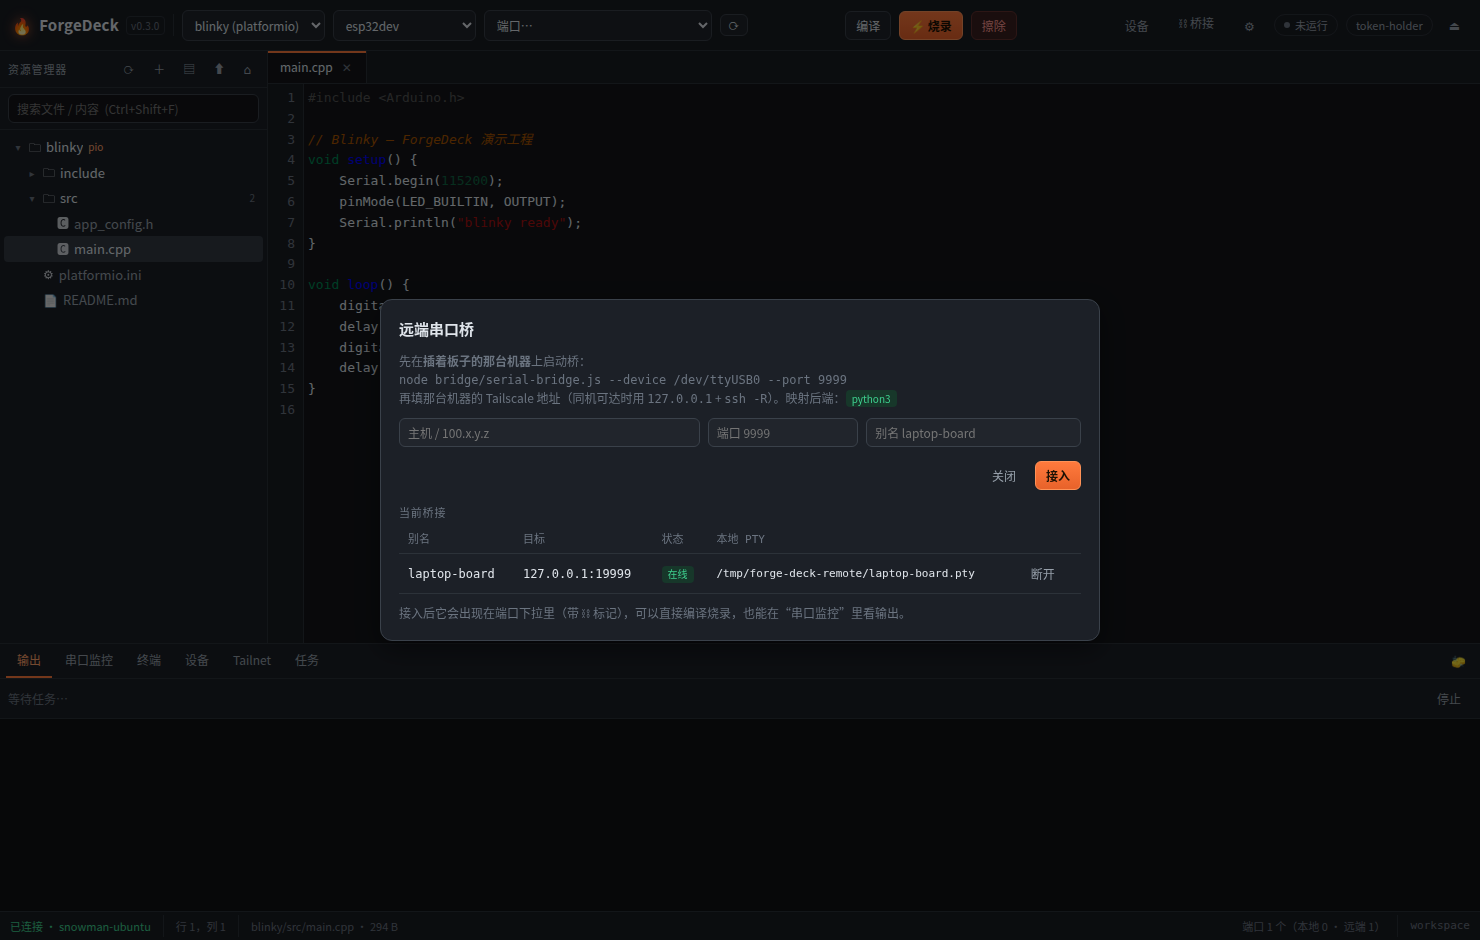 ForgeDeck v0.3.0 blinky (platformio) esp32dev 端口… 编译 ⚡烧录 擦除 设备 桥接 未运行 token-holder
资源管理器
main.cpp ×
搜索文件 / 内容 (Ctrl+Shift+F)
blinky pio
include
src 2
app_config.h
main.cpp
platformio.ini
README.md
1 #include <Arduino.h>
2
3 // Blinky — ForgeDeck 演示工程
4 void setup() {
5 Serial.begin(115200);
6 pinMode(LED_BUILTIN, OUTPUT);
7 Serial.println("blinky ready");
8 }
9
10 void loop() {
11 digita
12 delay
13 digita
14 delay
15 }
16
远端串口桥
先在插着板子的那台机器上启动桥：
node bridge/serial-bridge.js --device /dev/ttyUSB0 --port 9999
再填那台机器的 Tailscale 地址（同机可达时用 127.0.0.1 + ssh -R）。映射后端： python3
主机 / 100.x.y.z 端口 9999 别名 laptop-board
关闭 接入
当前桥接
别名 目标 状态 本地 PTY
laptop-board 127.0.0.1:19999 在线 /tmp/forge-deck-remote/laptop-board.pty 断开
接入后它会出现在端口下拉里（带 ⛓ 标记），可以直接编译烧录，也能在“串口监控”里看输出。
输出 串口监控 终端 设备 Tailnet 任务
等待任务… 停止
已连接 · snowman-ubuntu 行 1，列 1 blinky/src/main.cpp · 294 B 端口 1 个（本地 0 · 远端 1） workspace